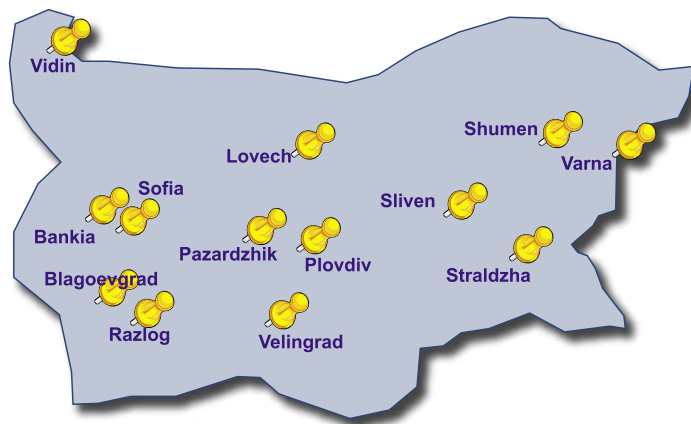 Vidin
Shumen
Lovech
Varna
Sofia
Sliven
Bankia
Pazardzhik
Plovdiv
Straldzha
Blagoevgrad
Razlog
Velingrad